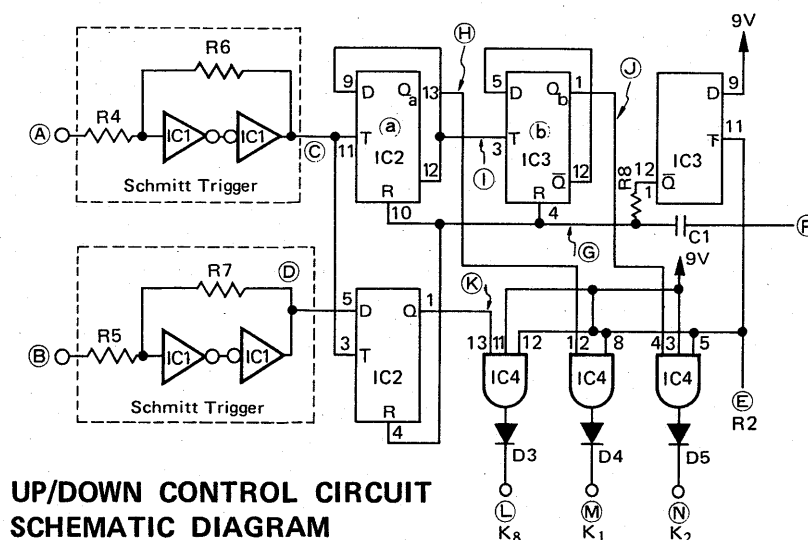 9V
R6
H
J
R4
9
D
Qa
13
5
D
Qb
1
D
9
A
IC1
IC1
C
T
11
a
IC2
12
I
T
3
b
IC3
Q
12
IC3
T
11
12
Q
1
R8
Schmitt Trigger
R
10
R
4
G
C1
F
R7
D
K
9V
5
D
Q
1
R5
B
IC1
IC1
3
T
IC2
13
11
12
1
2
8
4
3
5
IC4
IC4
IC4
E
R2
Schmitt Trigger
R
4
D3
D4
D5
UP/DOWN CONTROL CIRCUIT
SCHEMATIC DIAGRAM
L
M
N
K8
K1
K2